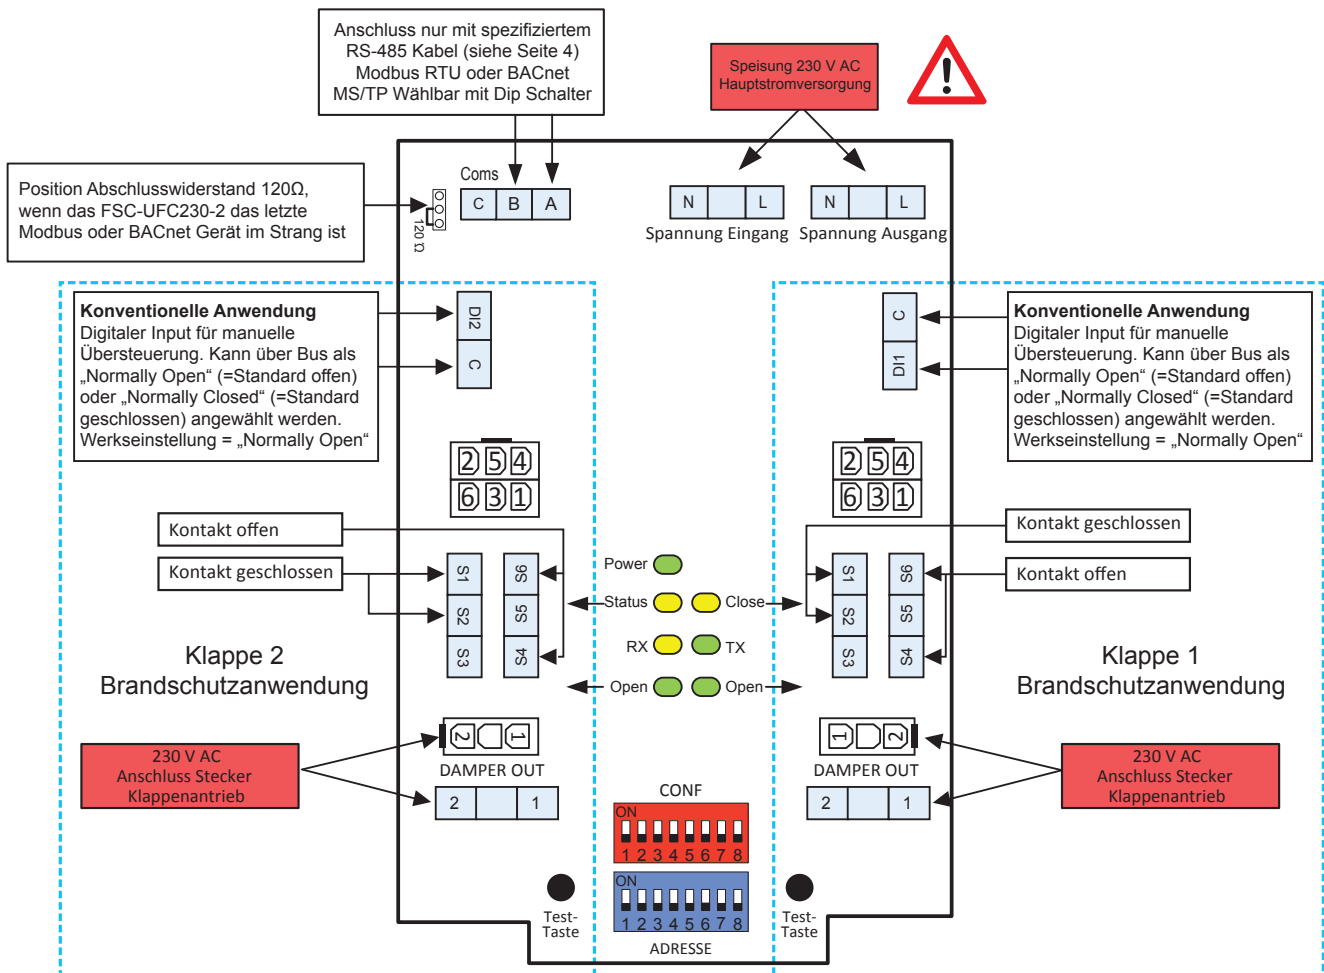 Anschluss nur mit spezifiziertem
RS-485 Kabel (siehe Seite 4)
Modbus RTU oder BACnet
MS/TP Wählbar mit Dip Schalter
Speisung 230 V AC
Hauptstromversorgung
!
Position Abschlusswiderstand 120Ω,
wenn das FSC-UFC230-2 das letzte
Modbus oder BACnet Gerät im Strang ist
120 Ω
Coms
C B A
N L
Spannung Eingang
N L
Spannung Ausgang
Konventionelle Anwendung
Digitaler Input für manuelle
Übersteuerung. Kann über Bus als
„Normally Open“ (=Standard offen)
oder „Normally Closed“ (=Standard
geschlossen) angewählt werden.
Werkseinstellung = „Normally Open“
DI2
C
C
DI1
Konventionelle Anwendung
Digitaler Input für manuelle
Übersteuerung. Kann über Bus als
„Normally Open“ (=Standard offen)
oder „Normally Closed“ (=Standard
geschlossen) angewählt werden.
Werkseinstellung = „Normally Open“
2 5 4
6 3 1
2 5 4
6 3 1
Kontakt offen
Kontakt geschlossen
S1 S6
S2 S5
S3 S4
Power
Status Close
RX TX
Open Open
S1 S6
S2 S5
S3 S4
Kontakt geschlossen
Kontakt offen
Klappe 2
Brandschutzanwendung
Klappe 1
Brandschutzanwendung
230 V AC
Anschluss Stecker
Klappenantrieb
2 1
DAMPER OUT
2 1
1 2
DAMPER OUT
2 1
230 V AC
Anschluss Stecker
Klappenantrieb
CONF
ON
1 2 3 4 5 6 7 8
ON
1 2 3 4 5 6 7 8
ADRESSE
Test-
Taste
Test-
Taste